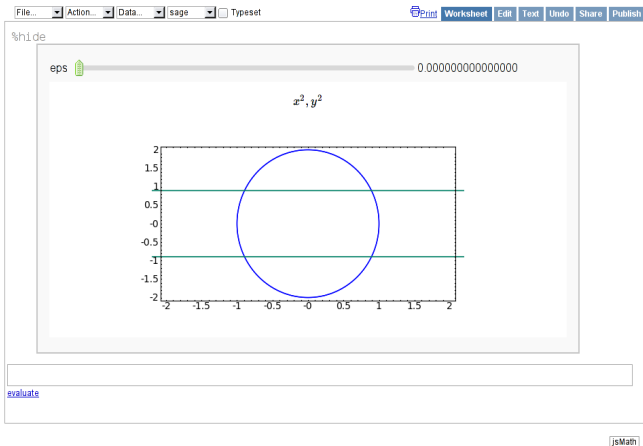 File... Action... Data... sage Typeset Print Worksheet Edit Text Undo Share Publish
%hide
eps 0.000000000000000
x², y²
2
1.5
1
0.5
-0
-0.5
-1
-1.5
-2
-2 -1.5 -1 -0.5 -0 0.5 1 1.5 2
evaluate
jsMath